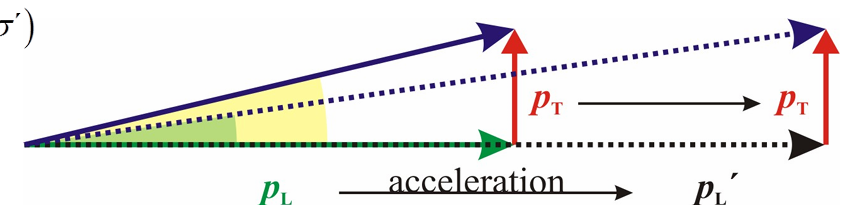 σ′)
p_T p_T
acceleration
p_L p_L′